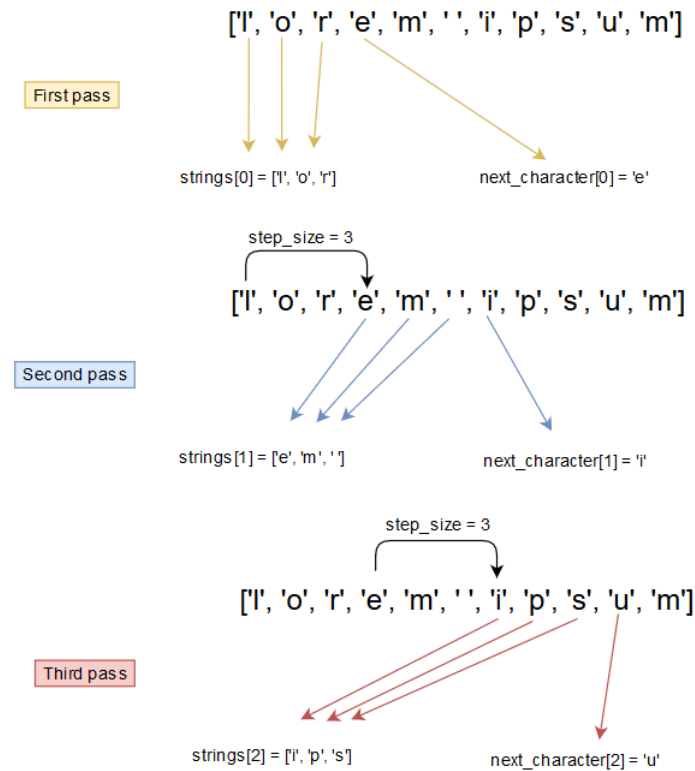 ['l', 'o', 'r', 'e', 'm', ' ', 'i', 'p', 's', 'u', 'm']
First pass
strings[0] = ['l', 'o', 'r']
next_character[0] = 'e'
step_size = 3
['l', 'o', 'r', 'e', 'm', ' ', 'i', 'p', 's', 'u', 'm']
Second pass
strings[1] = ['e', 'm', ' ']
next_character[1] = 'i'
step_size = 3
['l', 'o', 'r', 'e', 'm', ' ', 'i', 'p', 's', 'u', 'm']
Third pass
strings[2] = ['i', 'p', 's']
next_character[2] = 'u'